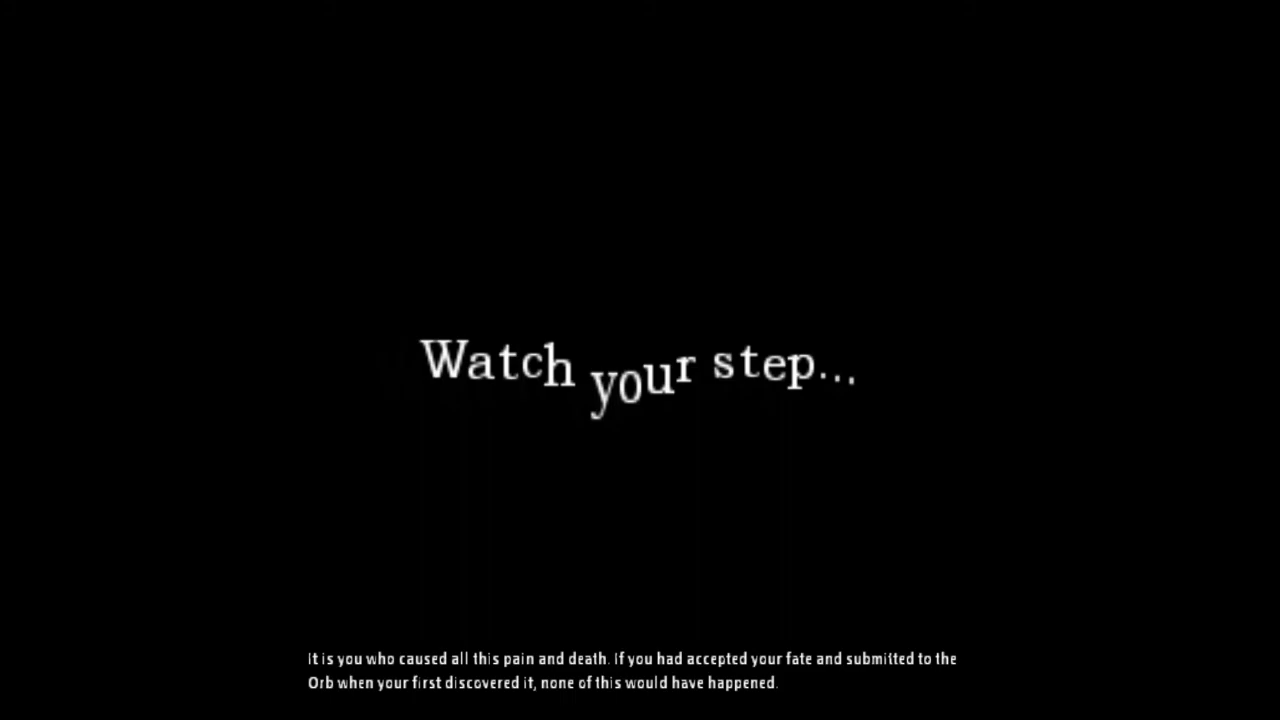 Watch your step...
It is you who caused all this pain and death. If you had accepted your fate and submitted to the
Orb when your first discovered it, none of this would have happened.